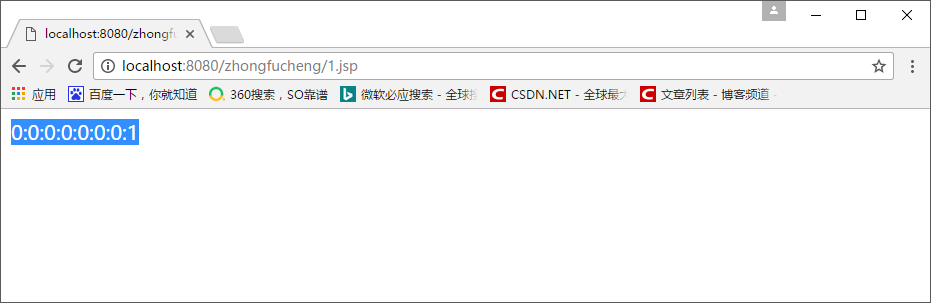 localhost:8080/zhongfu
localhost:8080/zhongfucheng/1.jsp
应用 百度一下，你就知道 360搜索，SO靠谱 微软必应搜索 - 全球搜 CSDN.NET - 全球最大 文章列表 - 博客频道 -
0:0:0:0:0:0:0:1